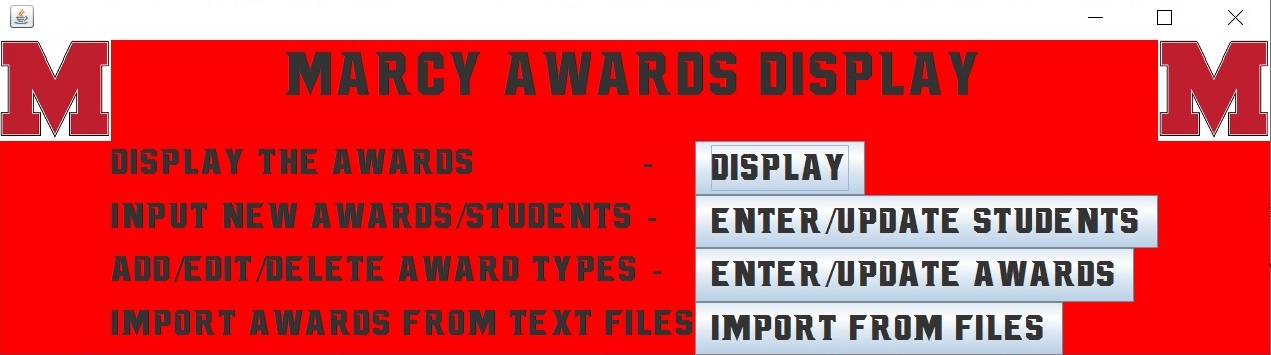 M MARCY AWARDS DISPLAY M
DISPLAY THE AWARDS - DISPLAY
INPUT NEW AWARDS/STUDENTS - ENTER/UPDATE STUDENTS
ADD/EDIT/DELETE AWARD TYPES - ENTER/UPDATE AWARDS
IMPORT AWARDS FROM TEXT FILES IMPORT FROM FILES